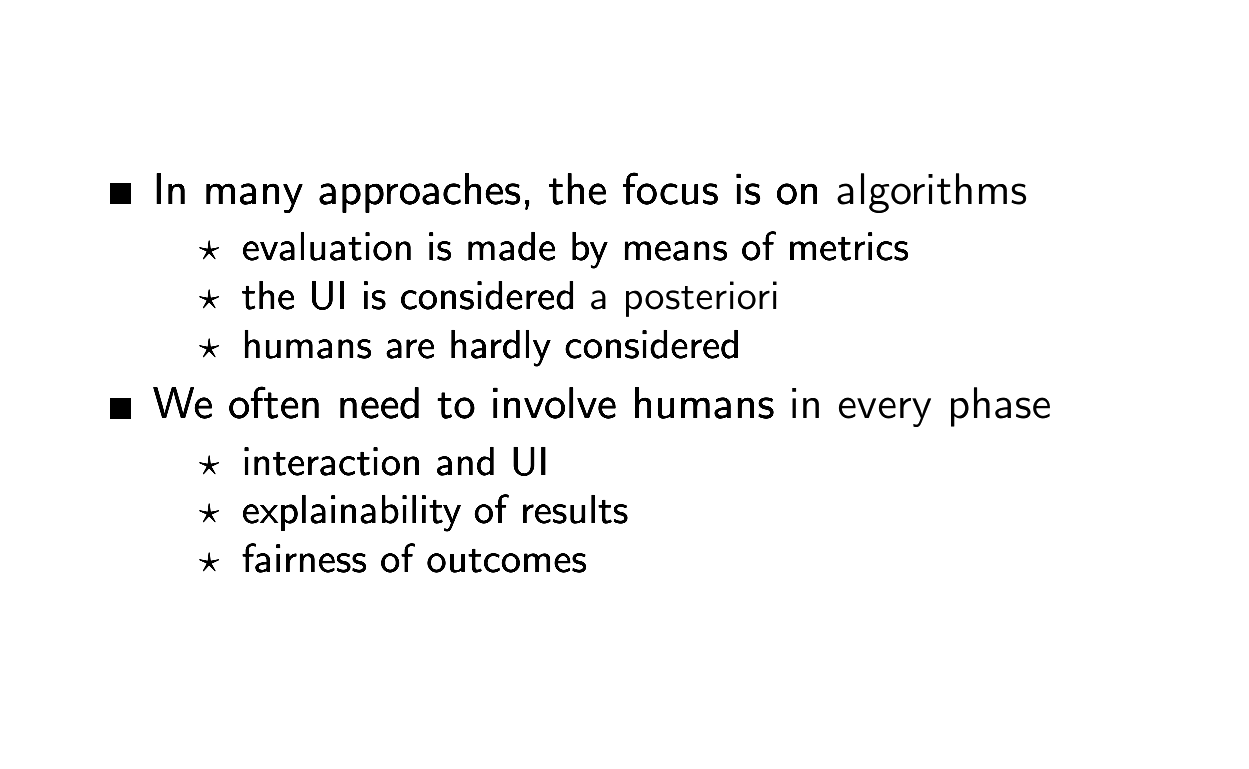 ■ In many approaches, the focus is on algorithms
⋆ evaluation is made by means of metrics
⋆ the UI is considered a posteriori
⋆ humans are hardly considered
■ We often need to involve humans in every phase
⋆ interaction and UI
⋆ explainability of results
⋆ fairness of outcomes